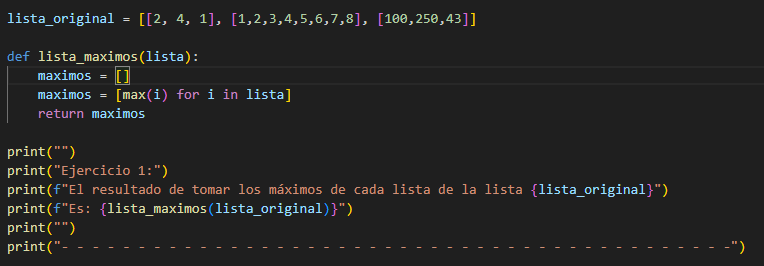 lista_original = [[2, 4, 1], [1,2,3,4,5,6,7,8], [100,250,43]]
def lista_maximos(lista):
    maximos = []
    maximos = [max(i) for i in lista]
    return maximos
print("")
print("Ejercicio 1:")
print(f"El resultado de tomar los máximos de cada lista de la lista {lista_original}")
print(f"Es: {lista_maximos(lista_original)}")
print("")
print("- - - - - - - - - - - - - - - - - - - - - - - - - - - - - - - - - - - - - - - - - - - -")